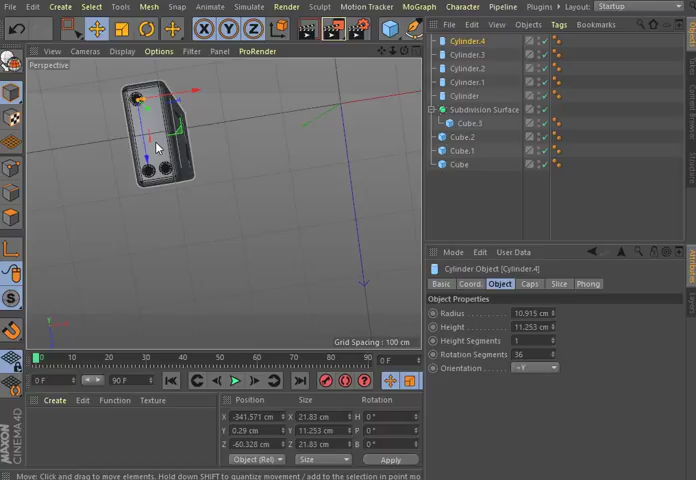 Create Select Tools Mesh Snap Animate Simulate Render Sculpt Motion Tracker MoGraph Character Pipeline Plugins Layout: Startup
View Cameras Display Options Filter Panel ProRender
Perspective
Grid Spacing : 100 cm
File Edit View Objects Tags Bookmarks
Cylinder.4
Cylinder.3
Cylinder.2
Cylinder.1
Cylinder
Subdivision Surface
Cube.3
Cube.2
Cube.1
Cube
Mode Edit User Data
Cylinder Object [Cylinder.4]
Basic Coord. Object Caps Slice Phong
Object Properties
Radius 10.915 cm
Height 11.253 cm
Height Segments 1
Rotation Segments 36
Orientation +Y
Objects
Content Browser
Structure
Attributes
Layers
0 10 20 30 40 50 60 70 80 90 0 F
0 F 90 F
Create Edit Function Texture
Position Size Rotation
X -341.571 cm X 21.83 cm H 0 °
Y 0.29 cm Y 11.253 cm P 0 °
Z -60.328 cm Z 21.83 cm B 0 °
Object (Rel) Size Apply
MAXON CINEMA 4D
Move: Click and drag to move elements. Hold down SHIFT to quantize movement / add to the selection in point mo